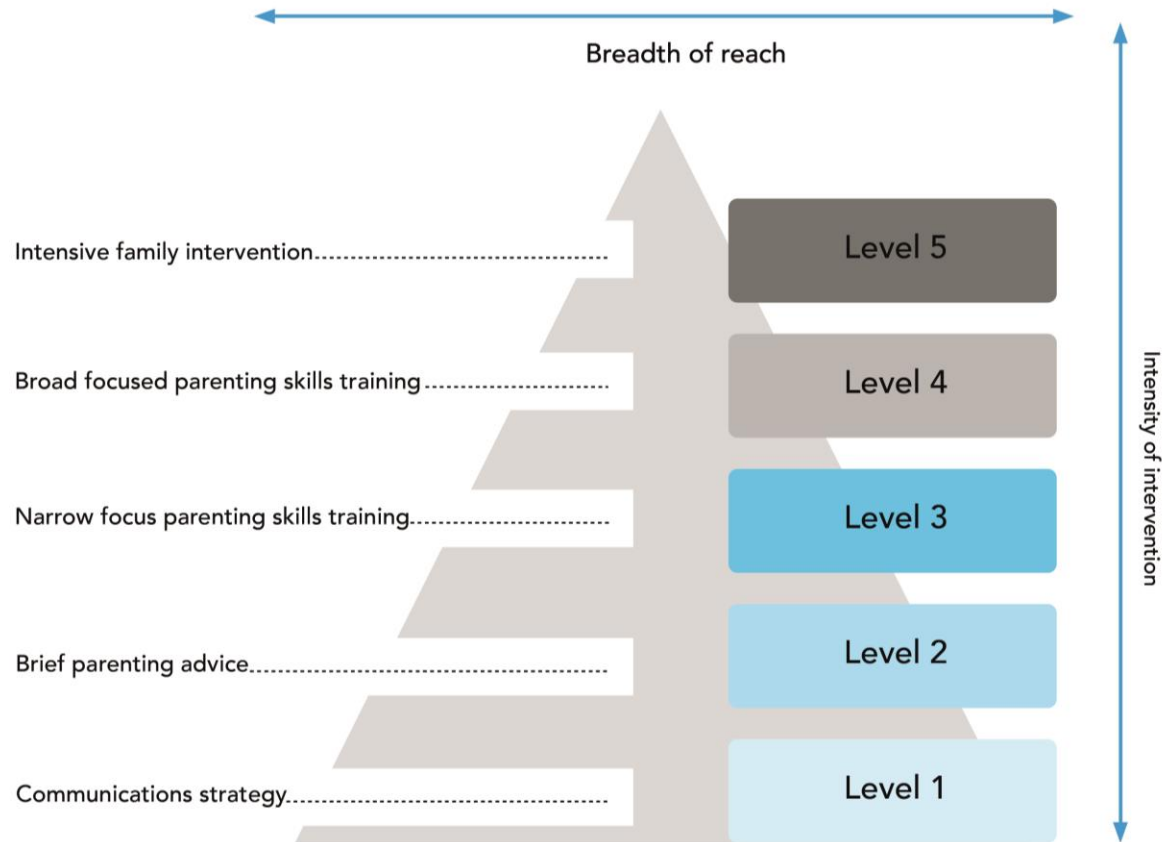 Breadth of reach
Intensive family intervention
Level 5
Broad focused parenting skills training
Level 4
Narrow focus parenting skills training
Level 3
Brief parenting advice
Level 2
Communications strategy
Level 1
Intensity of intervention